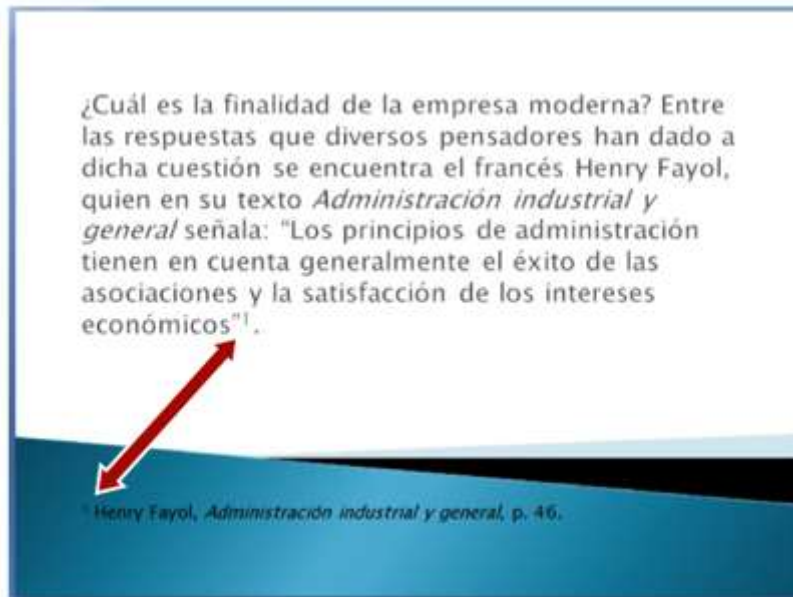 ¿Cuál es la finalidad de la empresa moderna? Entre
las respuestas que diversos pensadores han dado a
dicha cuestión se encuentra el francés Henry Fayol,
quien en su texto Administración industrial y
general señala: “Los principios de administración
tienen en cuenta generalmente el éxito de las
asociaciones y la satisfacción de los intereses
económicos”¹.
¹ Henry Fayol, Administración industrial y general, p. 46.